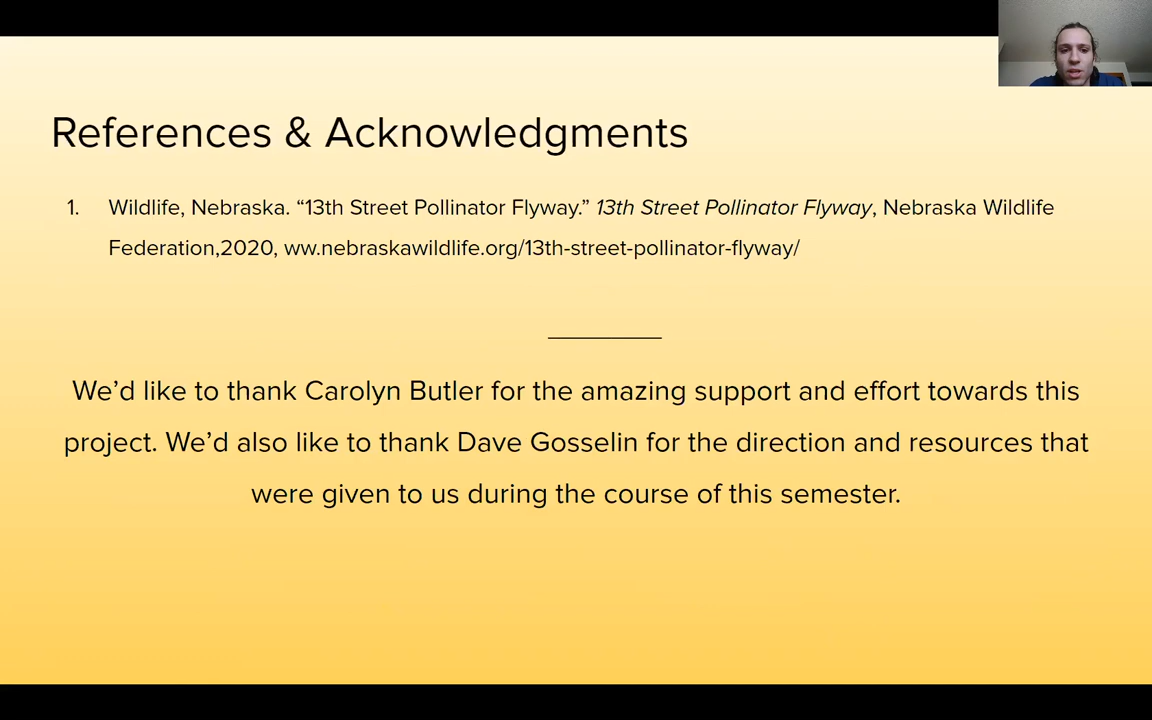 References & Acknowledgments
1. Wildlife, Nebraska. “13th Street Pollinator Flyway.” 13th Street Pollinator Flyway, Nebraska Wildlife
Federation,2020, ww.nebraskawildlife.org/13th-street-pollinator-flyway/
We’d like to thank Carolyn Butler for the amazing support and effort towards this
project. We’d also like to thank Dave Gosselin for the direction and resources that
were given to us during the course of this semester.